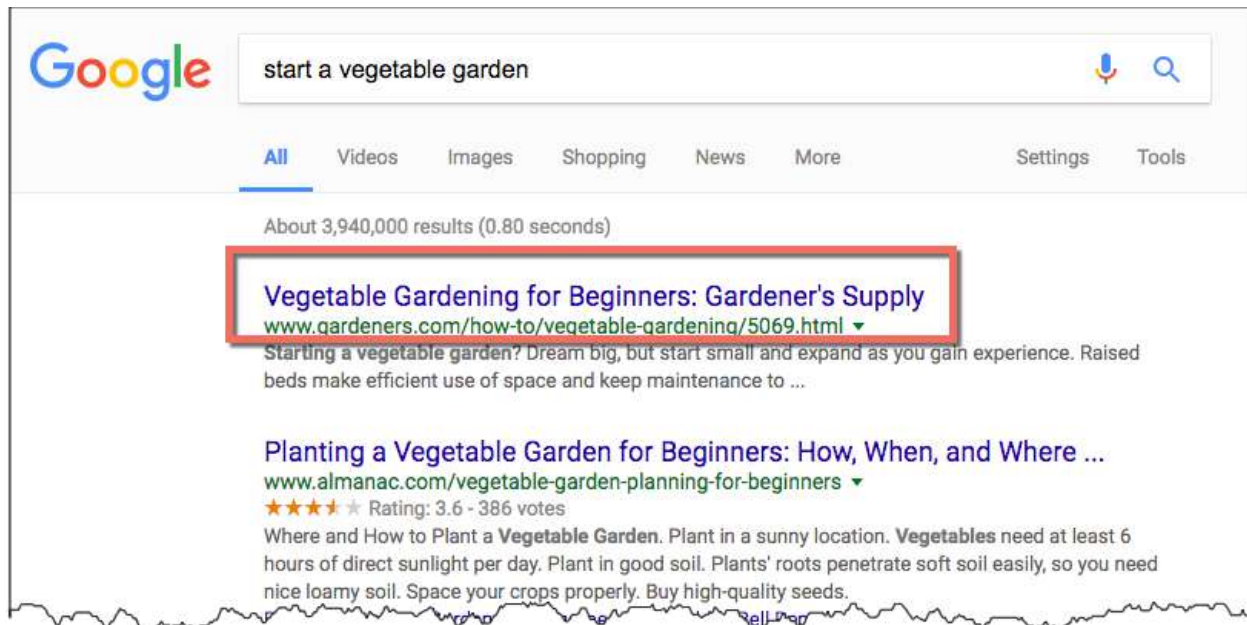 Google
start a vegetable garden
All Videos Images Shopping News More Settings Tools
About 3,940,000 results (0.80 seconds)
Vegetable Gardening for Beginners: Gardener's Supply
www.gardeners.com/how-to/vegetable-gardening/5069.html
Starting a vegetable garden? Dream big, but start small and expand as you gain experience. Raised
beds make efficient use of space and keep maintenance to ...
Planting a Vegetable Garden for Beginners: How, When, and Where ...
www.almanac.com/vegetable-garden-planning-for-beginners
Rating: 3.6 - 386 votes
Where and How to Plant a Vegetable Garden. Plant in a sunny location. Vegetables need at least 6
hours of direct sunlight per day. Plant in good soil. Plants' roots penetrate soft soil easily, so you need
nice loamy soil. Space your crops properly. Buy high-quality seeds.